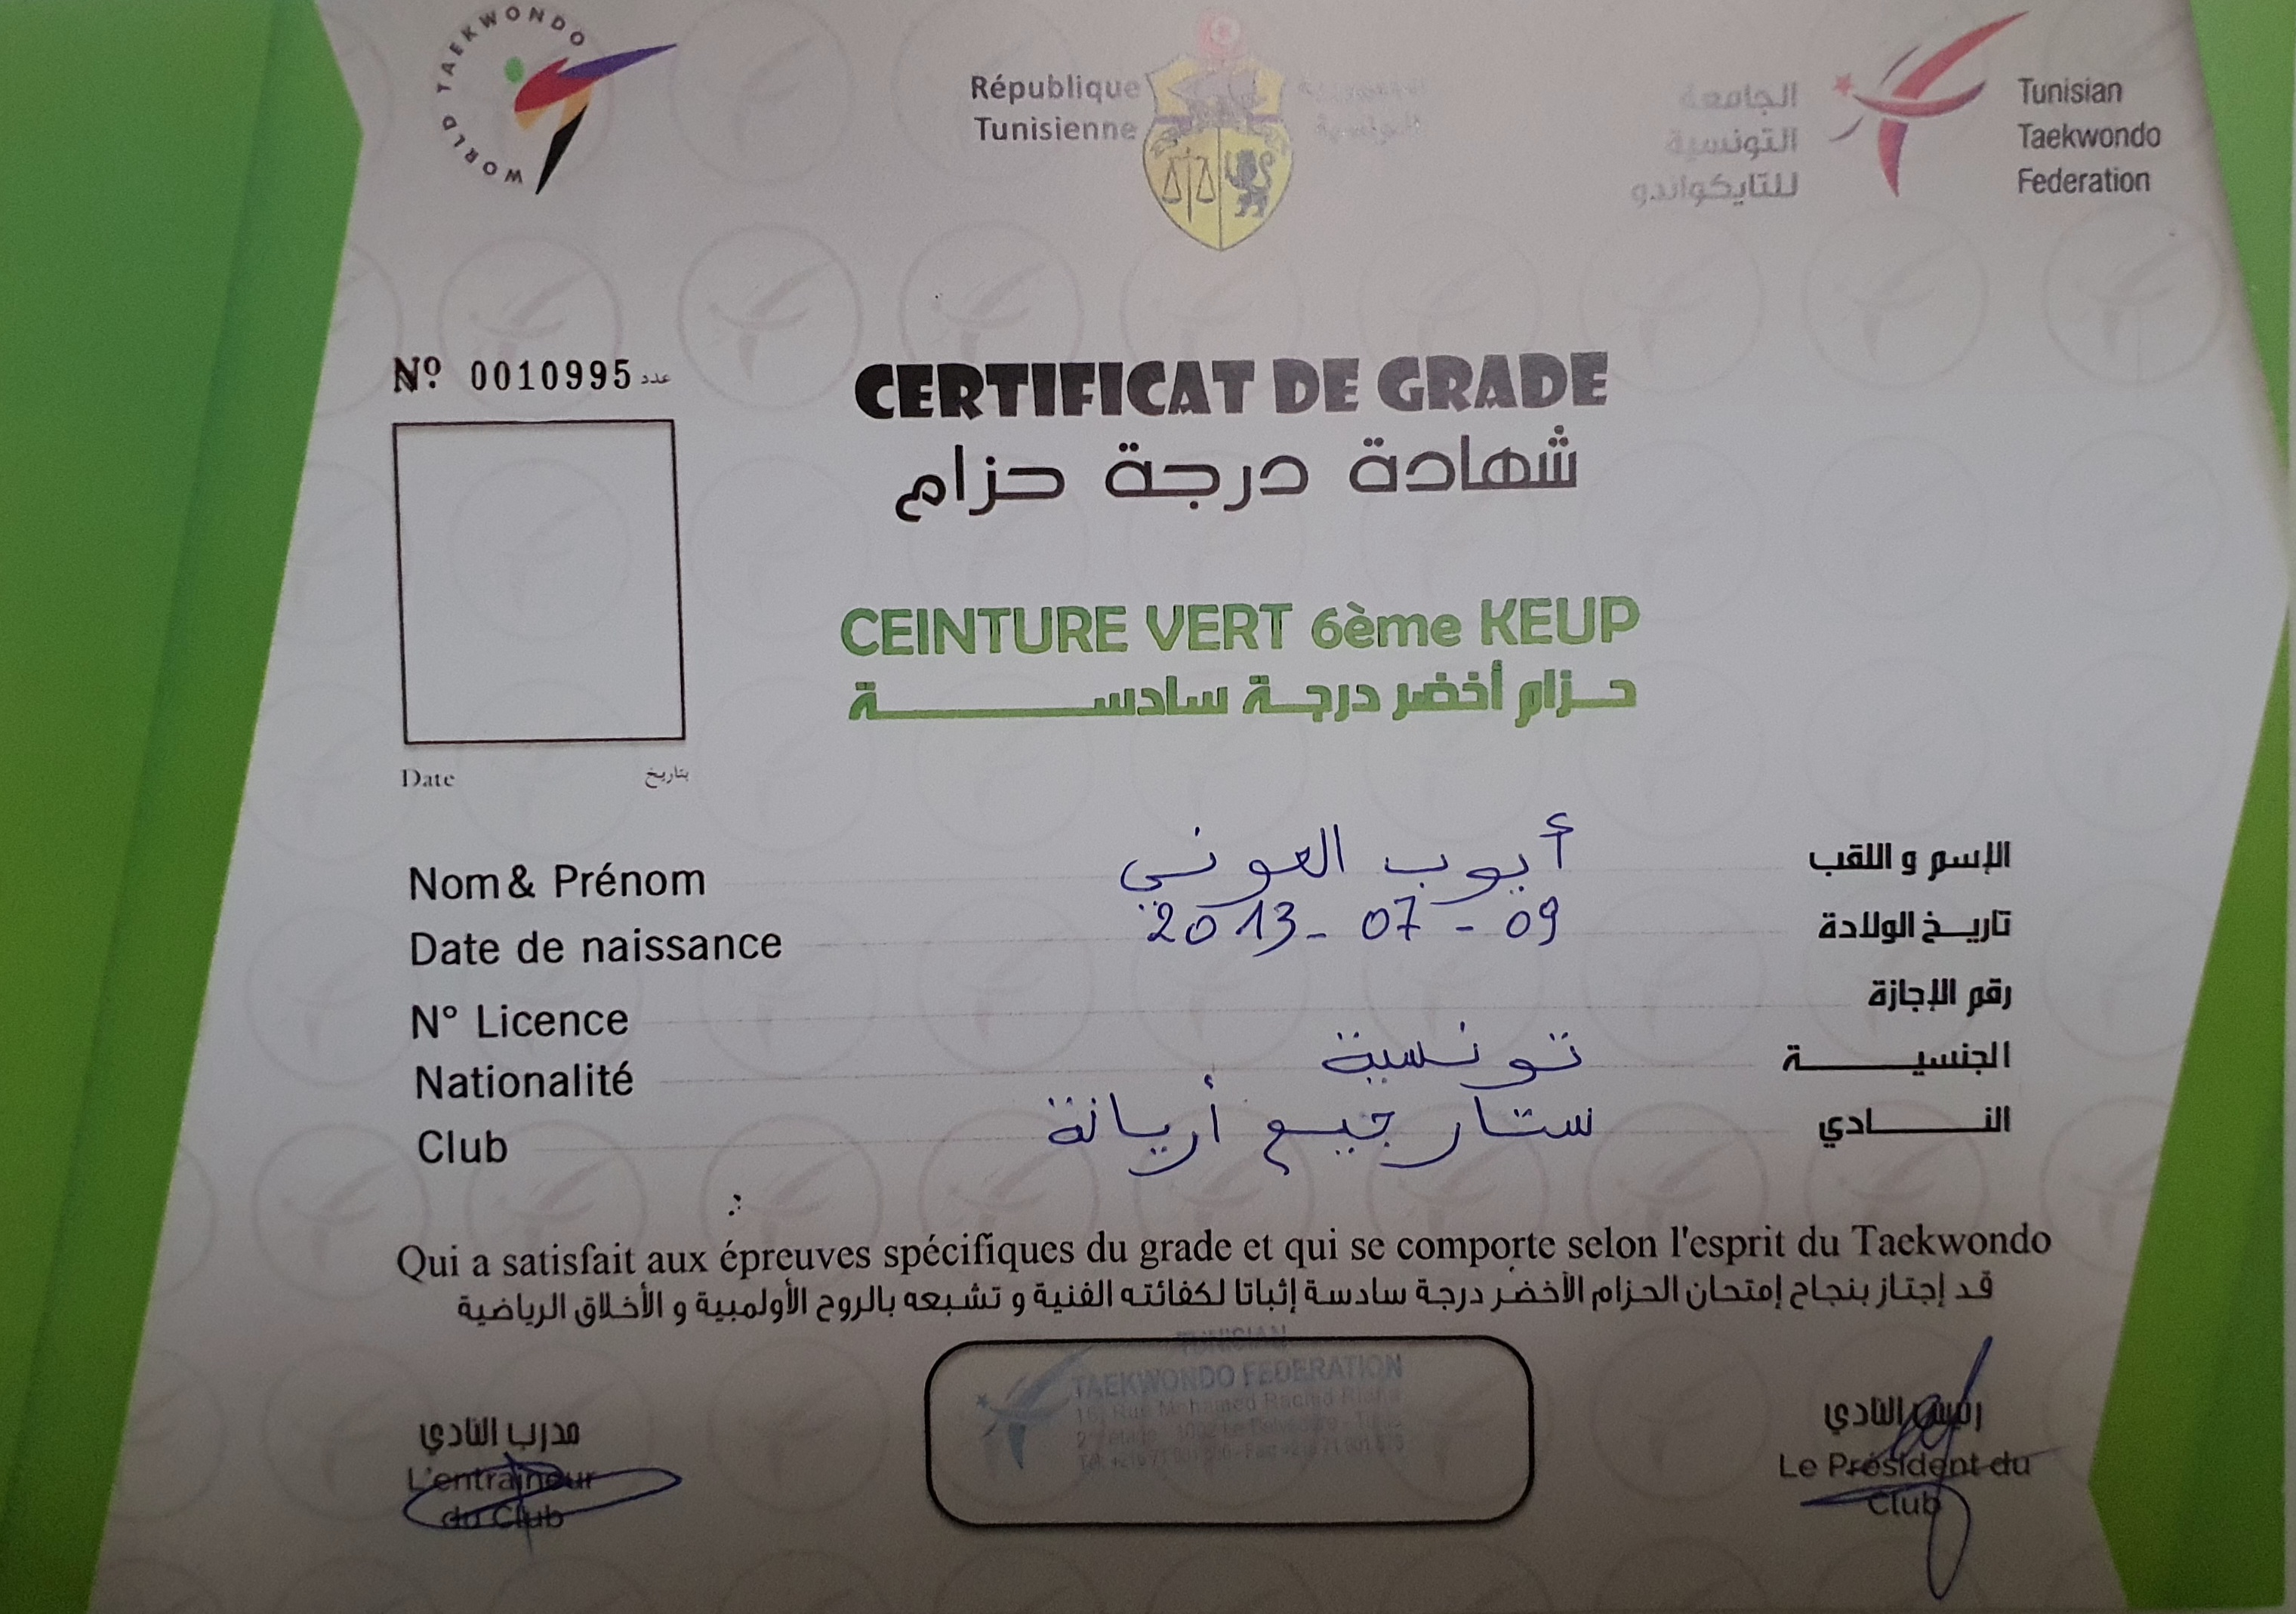 WORLD TAEKWONDO
République
Tunisienne
الجامعة
التونسية
للتايكواندو
Tunisian
Taekwondo
Federation
Nº 0010995 عدد
CERTIFICAT DE GRADE
شهادة درجة حزام
CEINTURE VERT 6ème KEUP
حزام أخضر درجة سادسة
Date بتاريخ
Nom & Prénom أيوب العوني الإسم و اللقب
Date de naissance 2013 - 07 - 09 تاريخ الولادة
N° Licence رقم الإجازة
Nationalité تونسية الجنسية
Club ستار جيم أريانة النادي
Qui a satisfait aux épreuves spécifiques du grade et qui se comporte selon l'esprit du Taekwondo
قد إجتاز بنجاح إمتحان الحزام الأخضر درجة سادسة إثباتا لكفائته الفنية و تشبعه بالروح الأولمبية و الأخلاق الرياضية
TUNISIAN
TAEKWONDO FEDERATION
مدرب النادي
L'entraîneur
du Club
رئيس النادي
Le Président du
Club